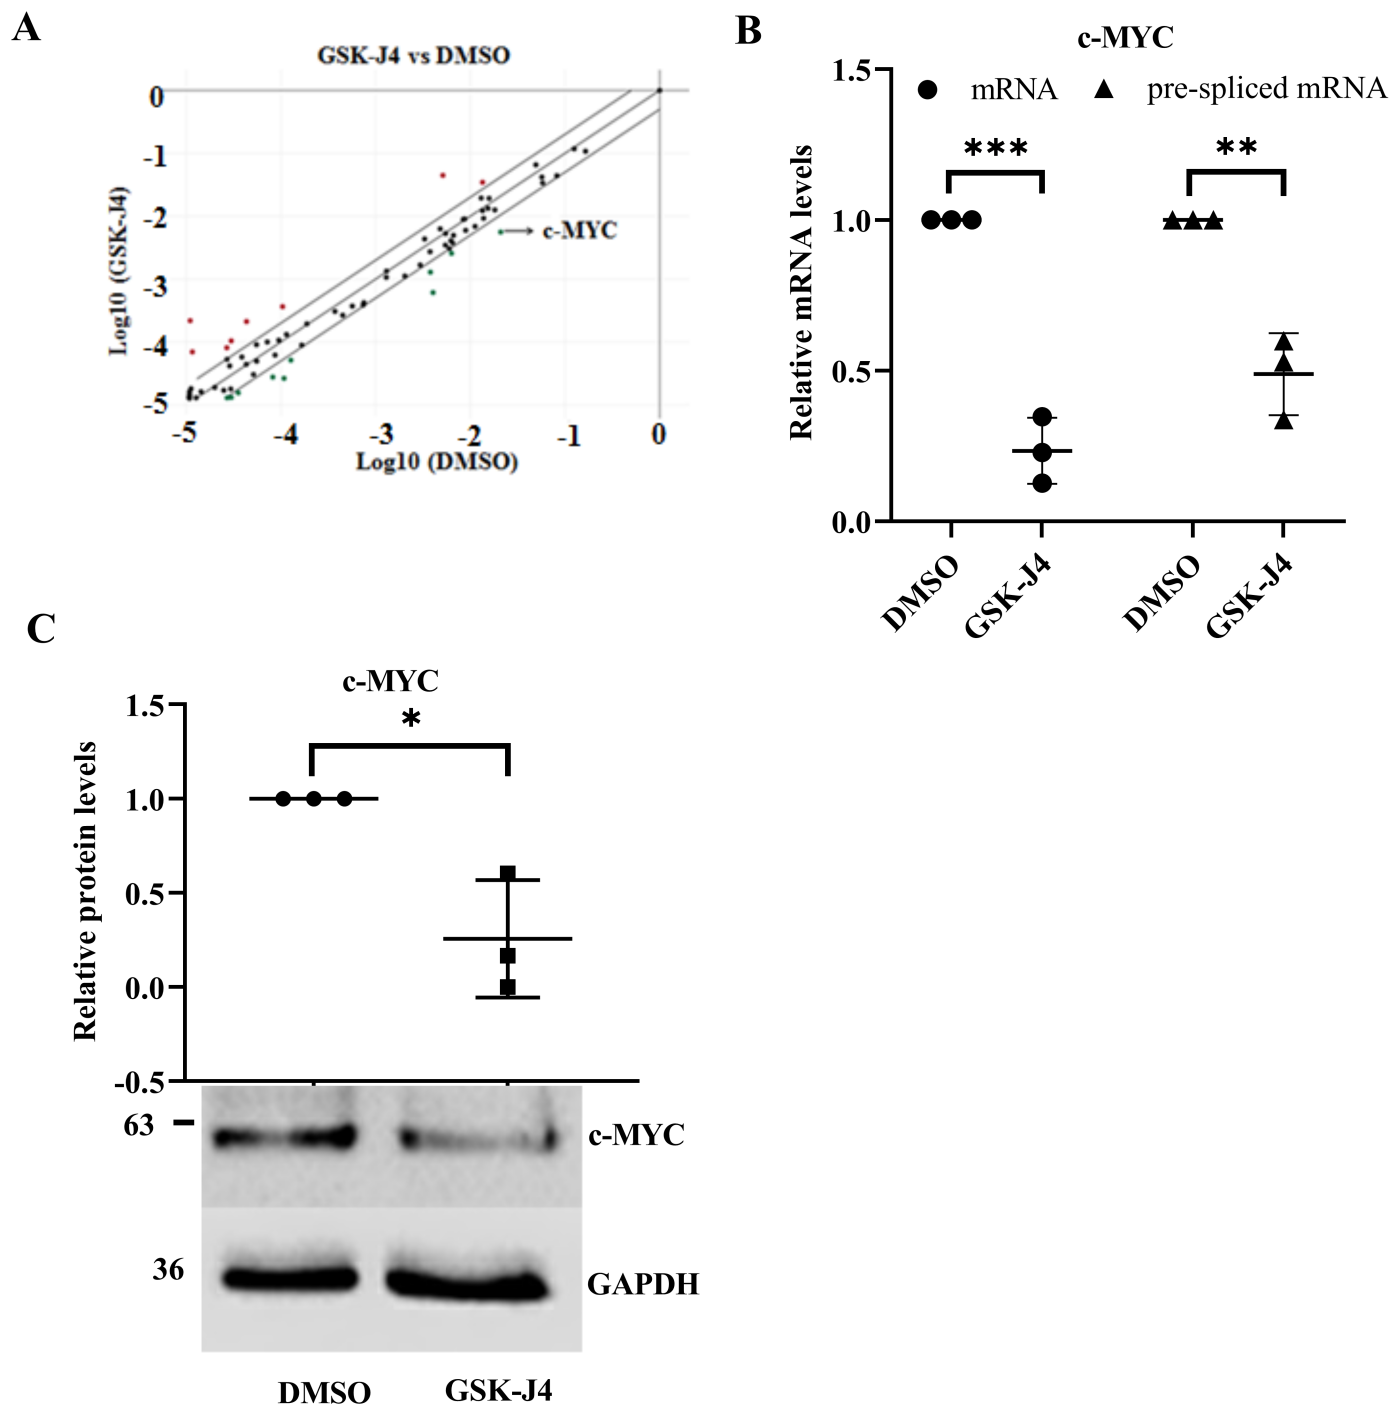 A
GSK-J4 vs DMSO
Log10 (GSK-J4)
0
-1
-2
-3
-4
-5
c-MYC
-5 -4 -3 -2 -1 0
Log10 (DMSO)
B
c-MYC
mRNA pre-spliced mRNA
Relative mRNA levels
1.5
1.0
0.5
0.0
*** **
DMSO GSK-J4 DMSO GSK-J4
C
c-MYC
*
Relative protein levels
1.5
1.0
0.5
0.0
-0.5
63 c-MYC
36 GAPDH
DMSO GSK-J4